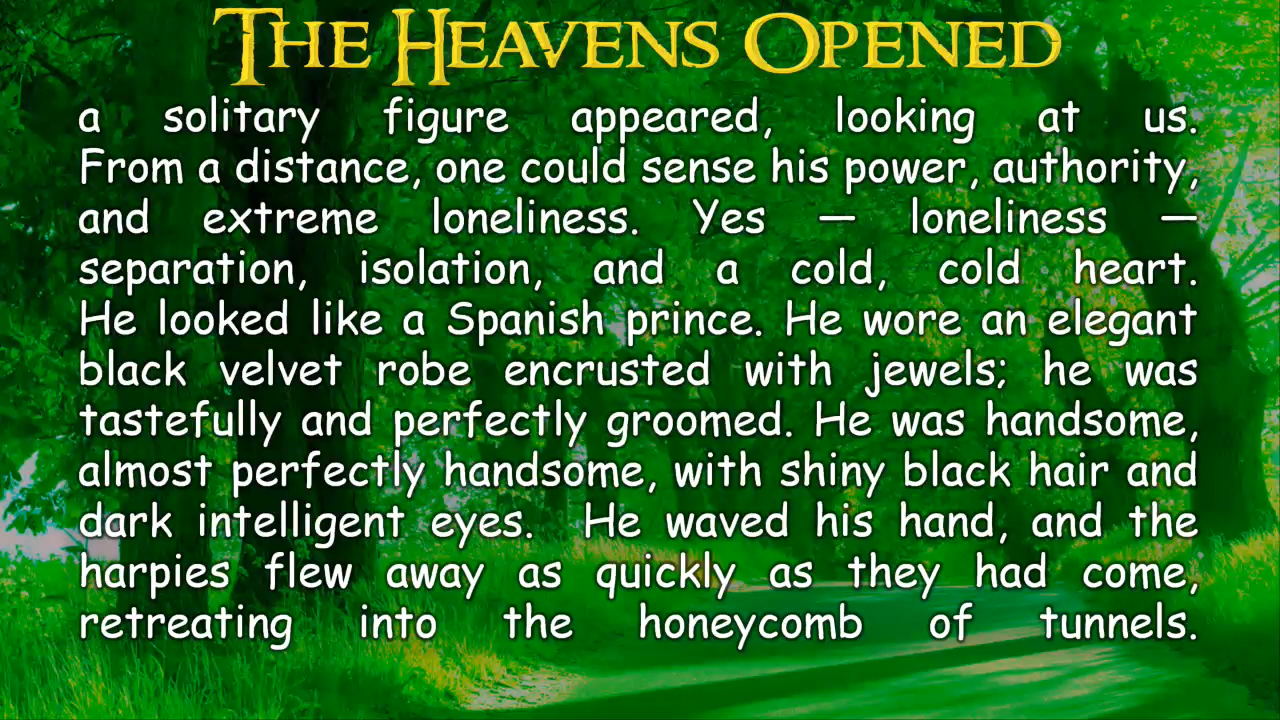 THE HEAVENS OPENED
a solitary figure appeared, looking at us.
From a distance, one could sense his power, authority,
and extreme loneliness. Yes — loneliness —
separation, isolation, and a cold, cold heart.
He looked like a Spanish prince. He wore an elegant
black velvet robe encrusted with jewels; he was
tastefully and perfectly groomed. He was handsome,
almost perfectly handsome, with shiny black hair and
dark intelligent eyes. He waved his hand, and the
harpies flew away as quickly as they had come,
retreating into the honeycomb of tunnels.